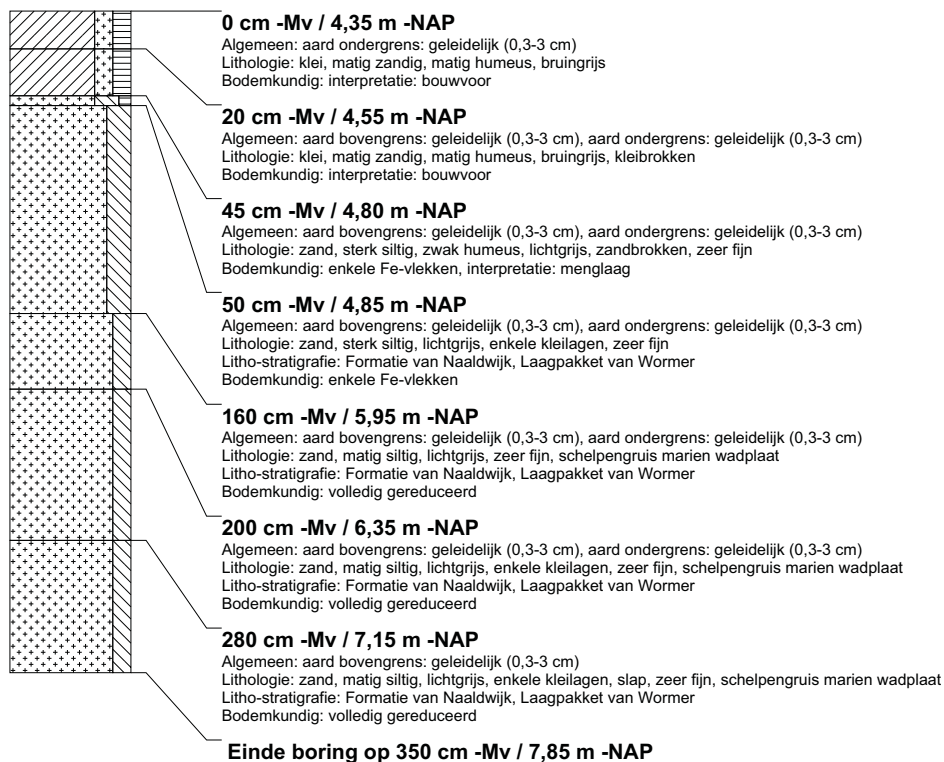 0 cm -Mv / 4,35 m -NAP
Algemeen: aard ondergrens: geleidelijk (0,3-3 cm)
Lithologie: klei, matig zandig, matig humeus, bruingrijs
Bodemkundig: interpretatie: bouwvoor
20 cm -Mv / 4,55 m -NAP
Algemeen: aard bovengrens: geleidelijk (0,3-3 cm), aard ondergrens: geleidelijk (0,3-3 cm)
Lithologie: klei, matig zandig, matig humeus, bruingrijs, kleibrokken
Bodemkundig: interpretatie: bouwvoor
45 cm -Mv / 4,80 m -NAP
Algemeen: aard bovengrens: geleidelijk (0,3-3 cm), aard ondergrens: geleidelijk (0,3-3 cm)
Lithologie: zand, sterk siltig, zwak humeus, lichtgrijs, zandbrokken, zeer fijn
Bodemkundig: enkele Fe-vlekken, interpretatie: menglaag
50 cm -Mv / 4,85 m -NAP
Algemeen: aard bovengrens: geleidelijk (0,3-3 cm), aard ondergrens: geleidelijk (0,3-3 cm)
Lithologie: zand, sterk siltig, lichtgrijs, enkele kleilagen, zeer fijn
Litho-stratigrafie: Formatie van Naaldwijk, Laagpakket van Wormer
Bodemkundig: enkele Fe-vlekken
160 cm -Mv / 5,95 m -NAP
Algemeen: aard bovengrens: geleidelijk (0,3-3 cm), aard ondergrens: geleidelijk (0,3-3 cm)
Lithologie: zand, matig siltig, lichtgrijs, zeer fijn, schelpengruis marien wadplaat
Litho-stratigrafie: Formatie van Naaldwijk, Laagpakket van Wormer
Bodemkundig: volledig gereduceerd
200 cm -Mv / 6,35 m -NAP
Algemeen: aard bovengrens: geleidelijk (0,3-3 cm), aard ondergrens: geleidelijk (0,3-3 cm)
Lithologie: zand, matig siltig, lichtgrijs, enkele kleilagen, zeer fijn, schelpengruis marien wadplaat
Litho-stratigrafie: Formatie van Naaldwijk, Laagpakket van Wormer
Bodemkundig: volledig gereduceerd
280 cm -Mv / 7,15 m -NAP
Algemeen: aard bovengrens: geleidelijk (0,3-3 cm)
Lithologie: zand, matig siltig, lichtgrijs, enkele kleilagen, slap, zeer fijn, schelpengruis marien wadplaat
Litho-stratigrafie: Formatie van Naaldwijk, Laagpakket van Wormer
Bodemkundig: volledig gereduceerd
Einde boring op 350 cm -Mv / 7,85 m -NAP